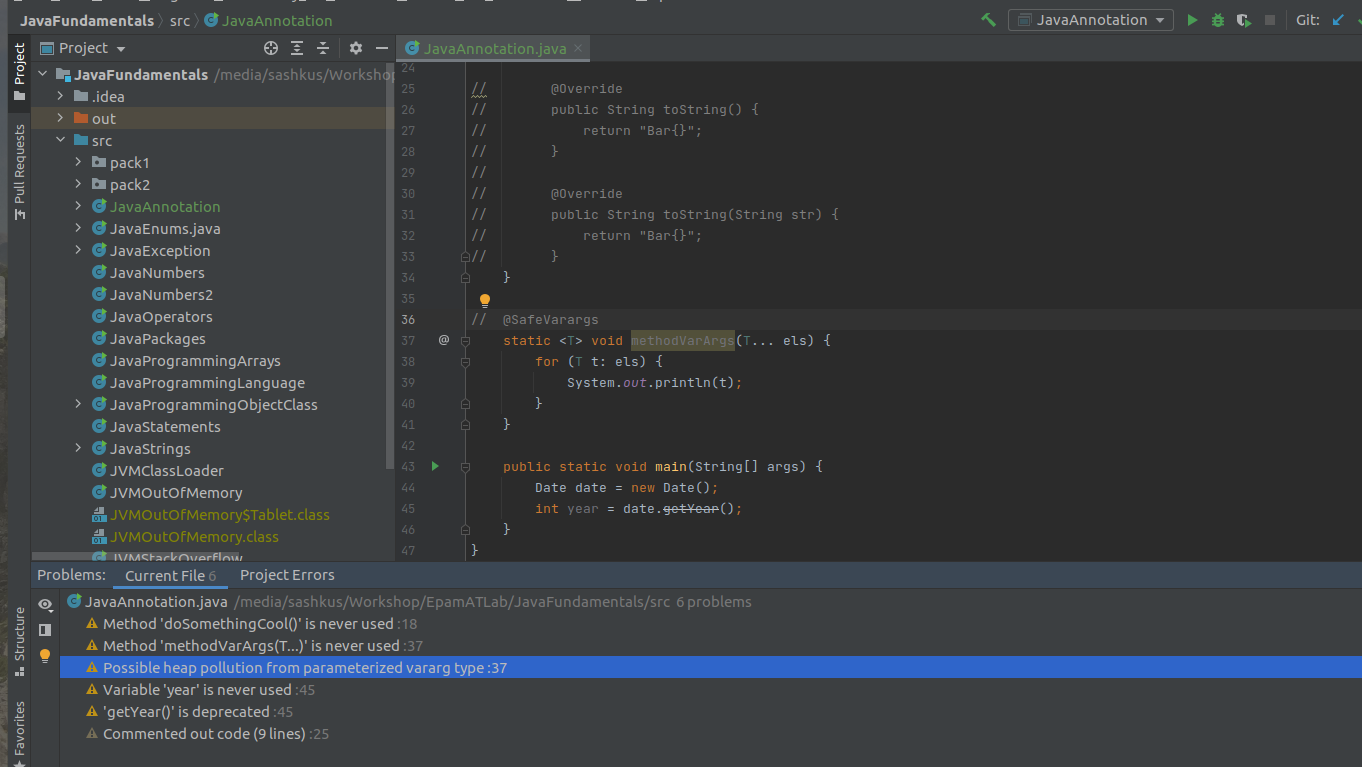 JavaFundamentals src JavaAnnotation JavaAnnotation Git:
Project
Project
Pull Requests
Structure
Favorites
JavaFundamentals /media/sashkus/Workshop
.idea
out
src
pack1
pack2
JavaAnnotation
JavaEnums.java
JavaException
JavaNumbers
JavaNumbers2
JavaOperators
JavaPackages
JavaProgrammingArrays
JavaProgrammingLanguage
JavaProgrammingObjectClass
JavaStatements
JavaStrings
JVMClassLoader
JVMOutOfMemory
JVMOutOfMemory$Tablet.class
JVMOutOfMemory.class
JVMStackOverflow
JavaAnnotation.java
24
25 // @Override
26 // public String toString() {
27 // return "Bar{}";
28 // }
29 //
30 // @Override
31 // public String toString(String str) {
32 // return "Bar{}";
33 // }
34 }
35
36 // @SafeVarargs
37 @ static <T> void methodVarArgs(T... els) {
38 for (T t: els) {
39 System.out.println(t);
40 }
41 }
42
43 public static void main(String[] args) {
44 Date date = new Date();
45 int year = date.getYear();
46 }
47 }
Problems: Current File 6 Project Errors
JavaAnnotation.java /media/sashkus/Workshop/EpamATLab/JavaFundamentals/src 6 problems
Method 'doSomethingCool()' is never used :18
Method 'methodVarArgs(T...)' is never used :37
Possible heap pollution from parameterized vararg type :37
Variable 'year' is never used :45
'getYear()' is deprecated :45
Commented out code (9 lines) :25